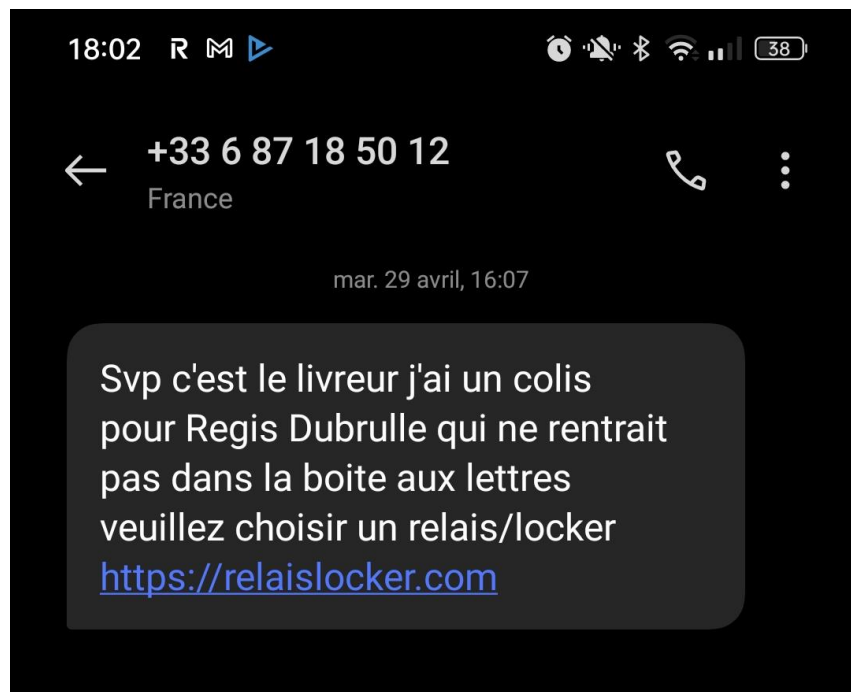 18:02
38
+33 6 87 18 50 12
France
mar. 29 avril, 16:07
Svp c'est le livreur j'ai un colis
pour Regis Dubrulle qui ne rentrait
pas dans la boite aux lettres
veuillez choisir un relais/locker
https://relaislocker.com